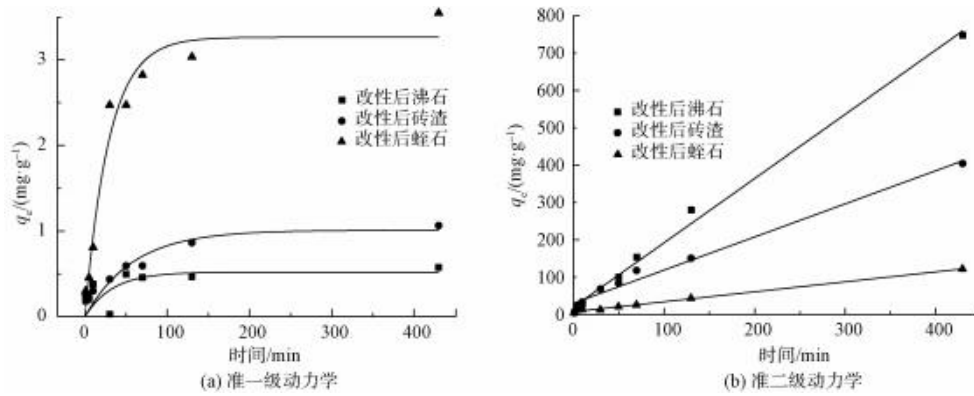 3
2
1
0
q_e/(mg·g⁻¹)
■ 改性后沸石
● 改性后砖渣
▲ 改性后蛭石
0 100 200 300 400
时间/min
(a) 准一级动力学
800
700
600
500
400
300
200
100
0
q_e/(mg·g⁻¹)
■ 改性后沸石
● 改性后砖渣
▲ 改性后蛭石
0 100 200 300 400
时间/min
(b) 准二级动力学